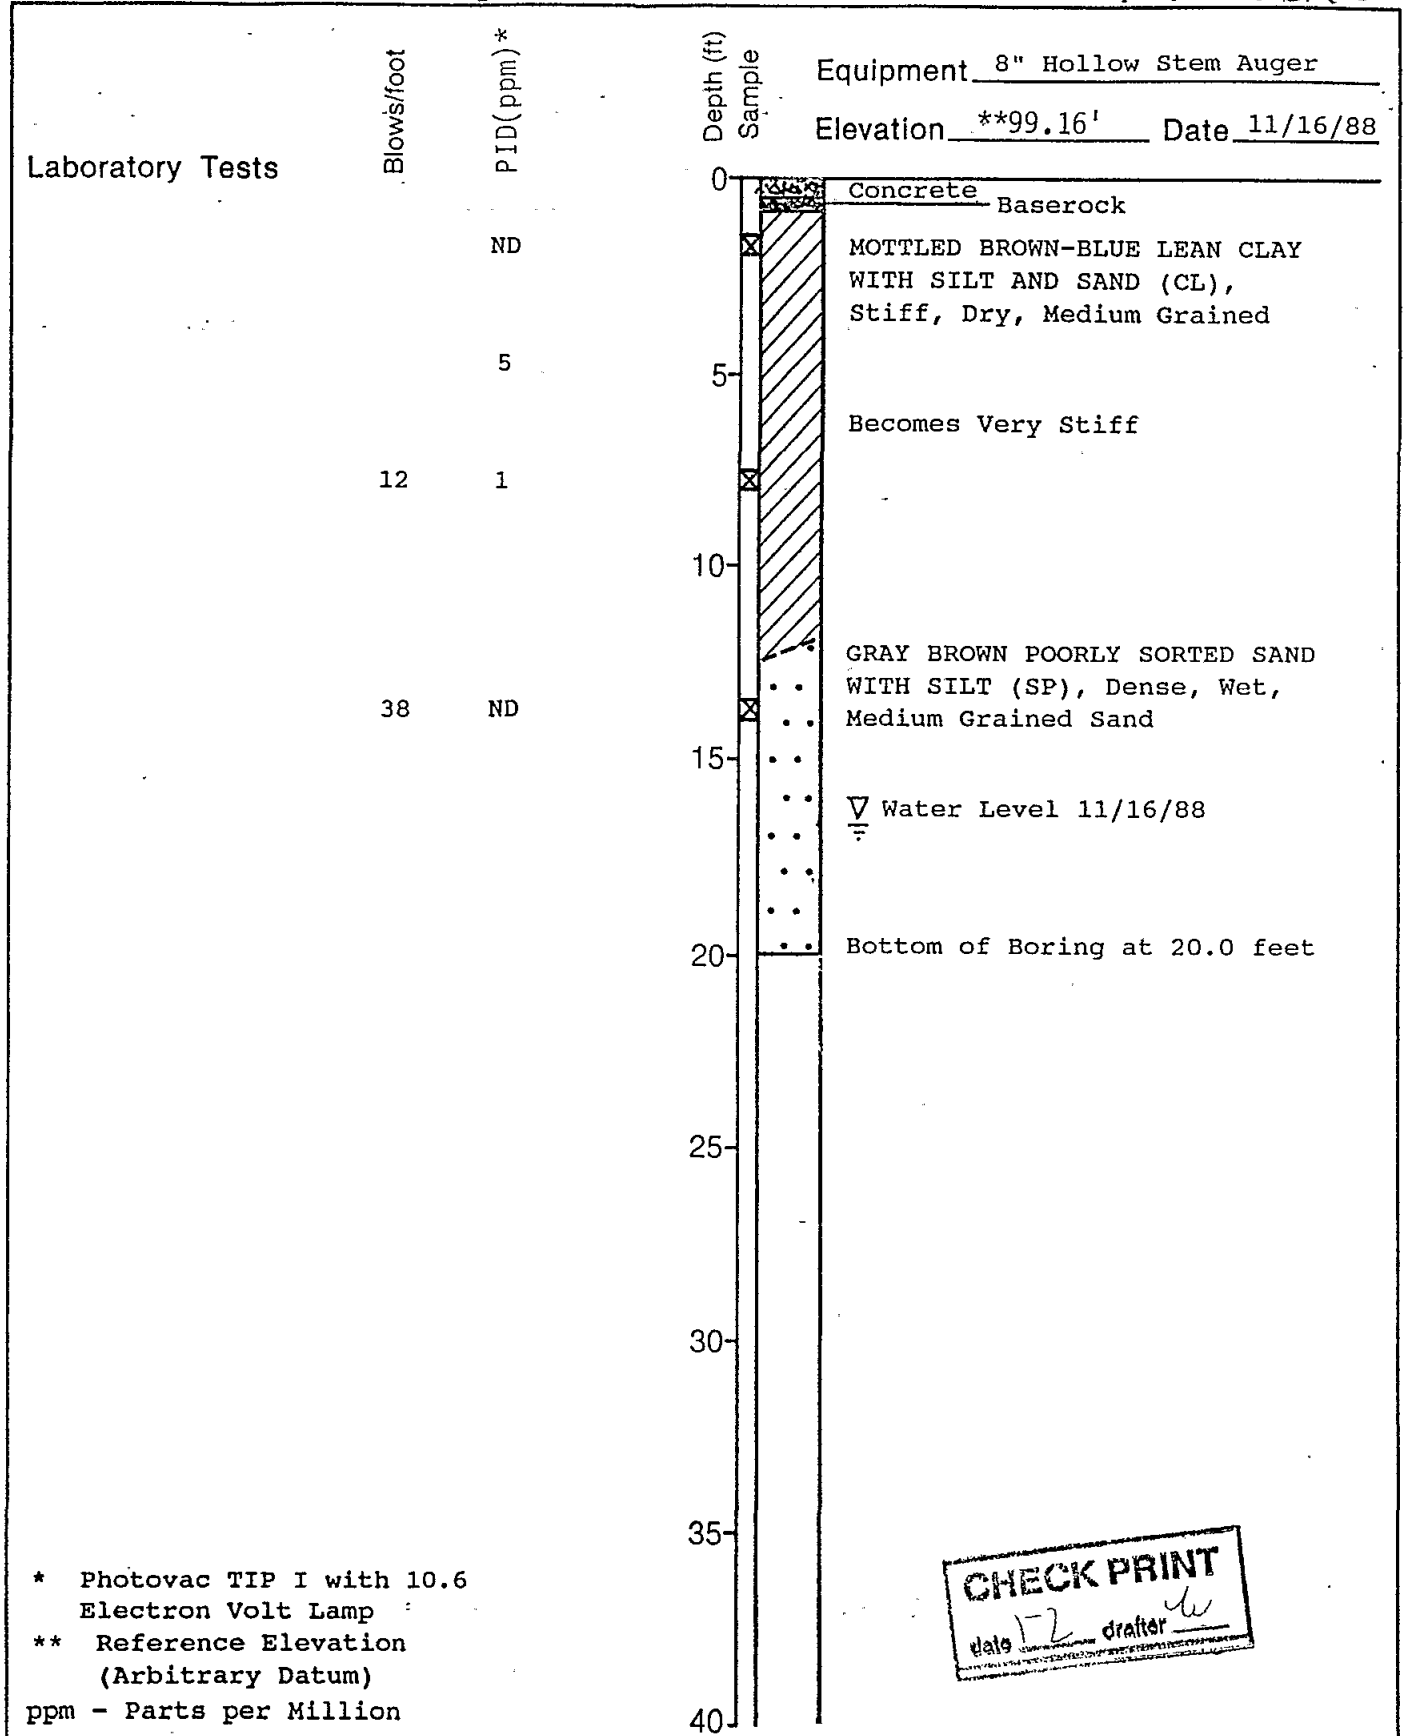 Blows/foot
PID(ppm)*
Depth (ft)
Sample
Equipment 8" Hollow Stem Auger
Elevation **99.16' Date 11/16/88
Laboratory Tests
0
Concrete
Baserock
ND
MOTTLED BROWN-BLUE LEAN CLAY
WITH SILT AND SAND (CL),
Stiff, Dry, Medium Grained
5
5
Becomes Very Stiff
12 1
10
GRAY BROWN POORLY SORTED SAND
WITH SILT (SP), Dense, Wet,
38 ND
Medium Grained Sand
15
Water Level 11/16/88
20
Bottom of Boring at 20.0 feet
25
30
35
* Photovac TIP I with 10.6
Electron Volt Lamp
** Reference Elevation
(Arbitrary Datum)
ppm - Parts per Million
40
CHECK PRINT
date 1-2 drafter